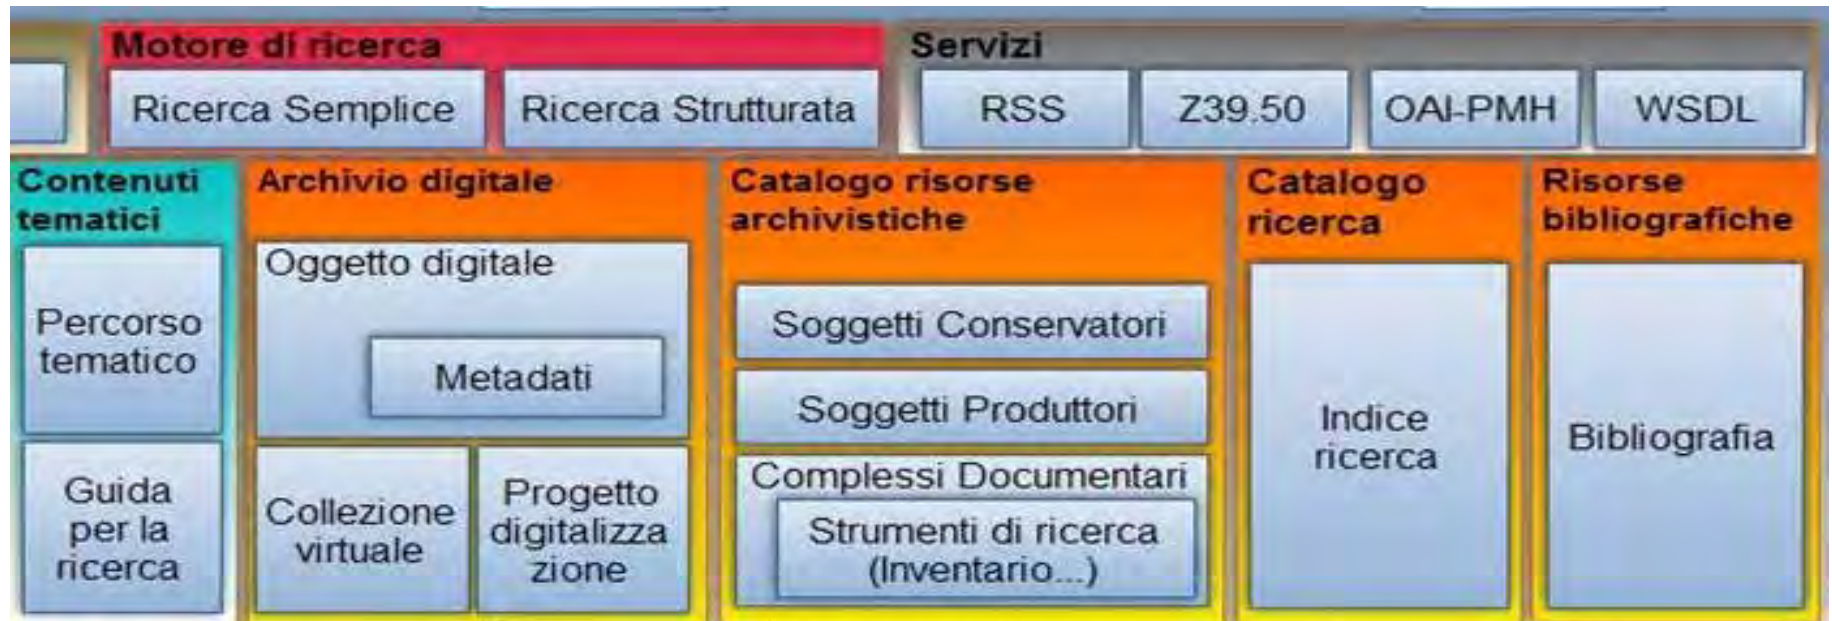 Motore di ricerca
Ricerca Semplice
Ricerca Strutturata
Servizi
RSS
Z39.50
OAI-PMH
WSDL
Contenuti
tematici
Percorso
tematico
Guida
per la
ricerca
Archivio digitale
Oggetto digitale
Metadati
Collezione
virtuale
Progetto
digitalizza
zione
Catalogo risorse
archivistiche
Soggetti Conservatori
Soggetti Produttori
Complessi Documentari
Strumenti di ricerca
(Inventario...)
Catalogo
ricerca
Indice
ricerca
Risorse
bibliografiche
Bibliografia